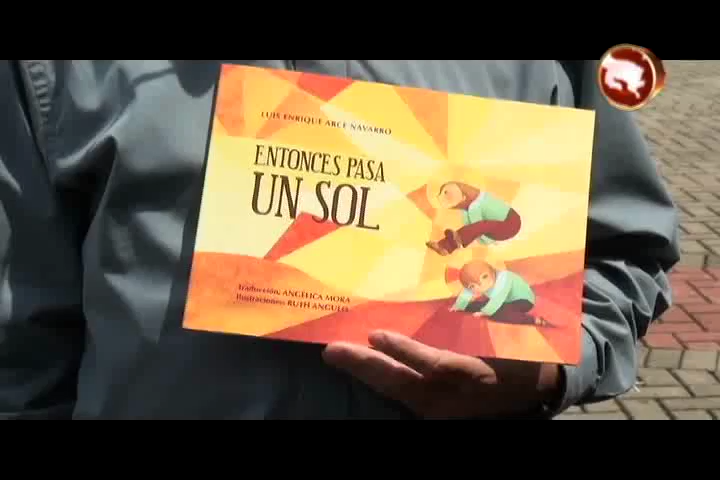 LUIS ENRIQUE ARCE NAVARRO
ENTONCES PASA
UN SOL
Traducción: ANGÉLICA MORA
Ilustraciones: RUTH ANGULO